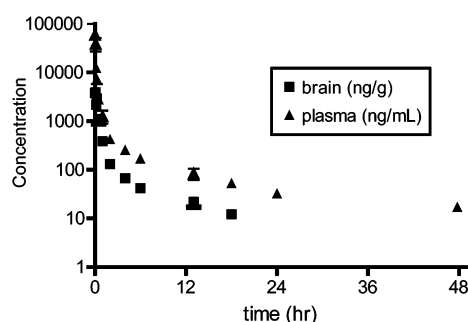 100000
10000
1000
100
10
1
Concentration
brain (ng/g)
plasma (ng/mL)
0 12 24 36 48
time (hr)